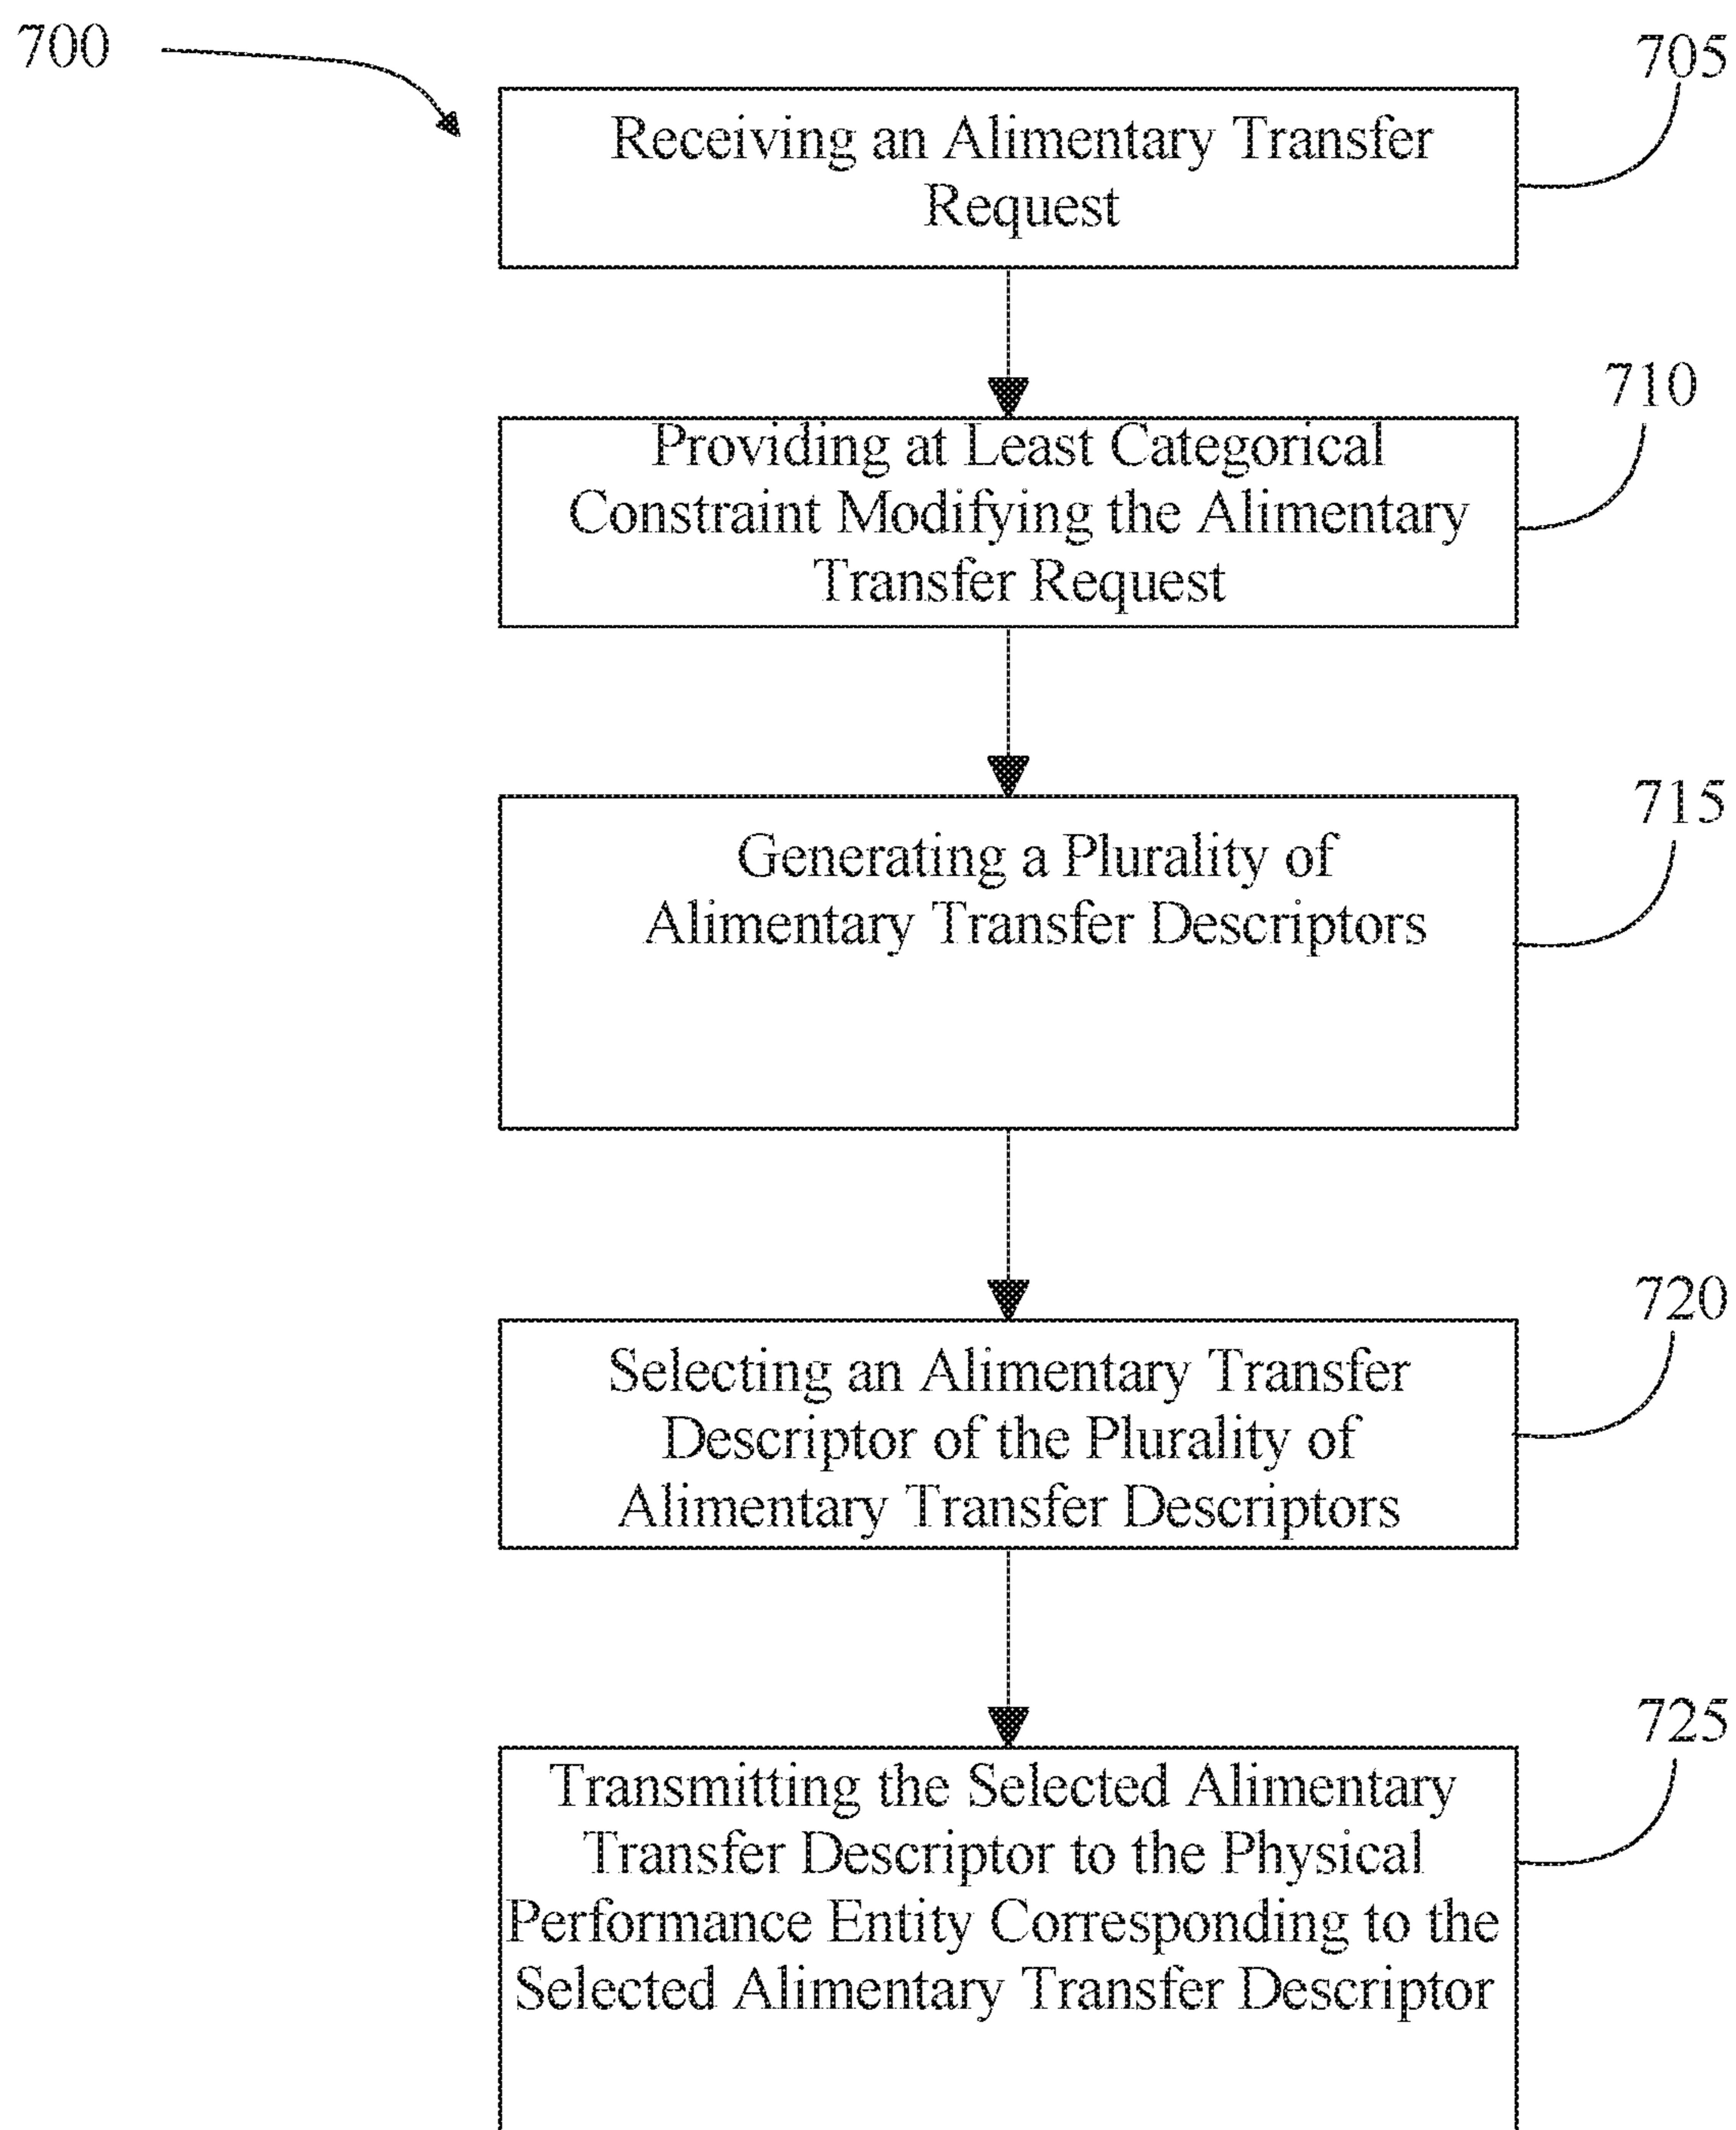 700
705
Receiving an Alimentary Transfer
Request
710
Providing at Least Categorical
Constraint Modifying the Alimentary
Transfer Request
715
Generating a Plurality of
Alimentary Transfer Descriptors
720
Selecting an Alimentary Transfer
Descriptor of the Plurality of
Alimentary Transfer Descriptors
725
Transmitting the Selected Alimentary
Transfer Descriptor to the Physical
Performance Entity Corresponding to the
Selected Alimentary Transfer Descriptor